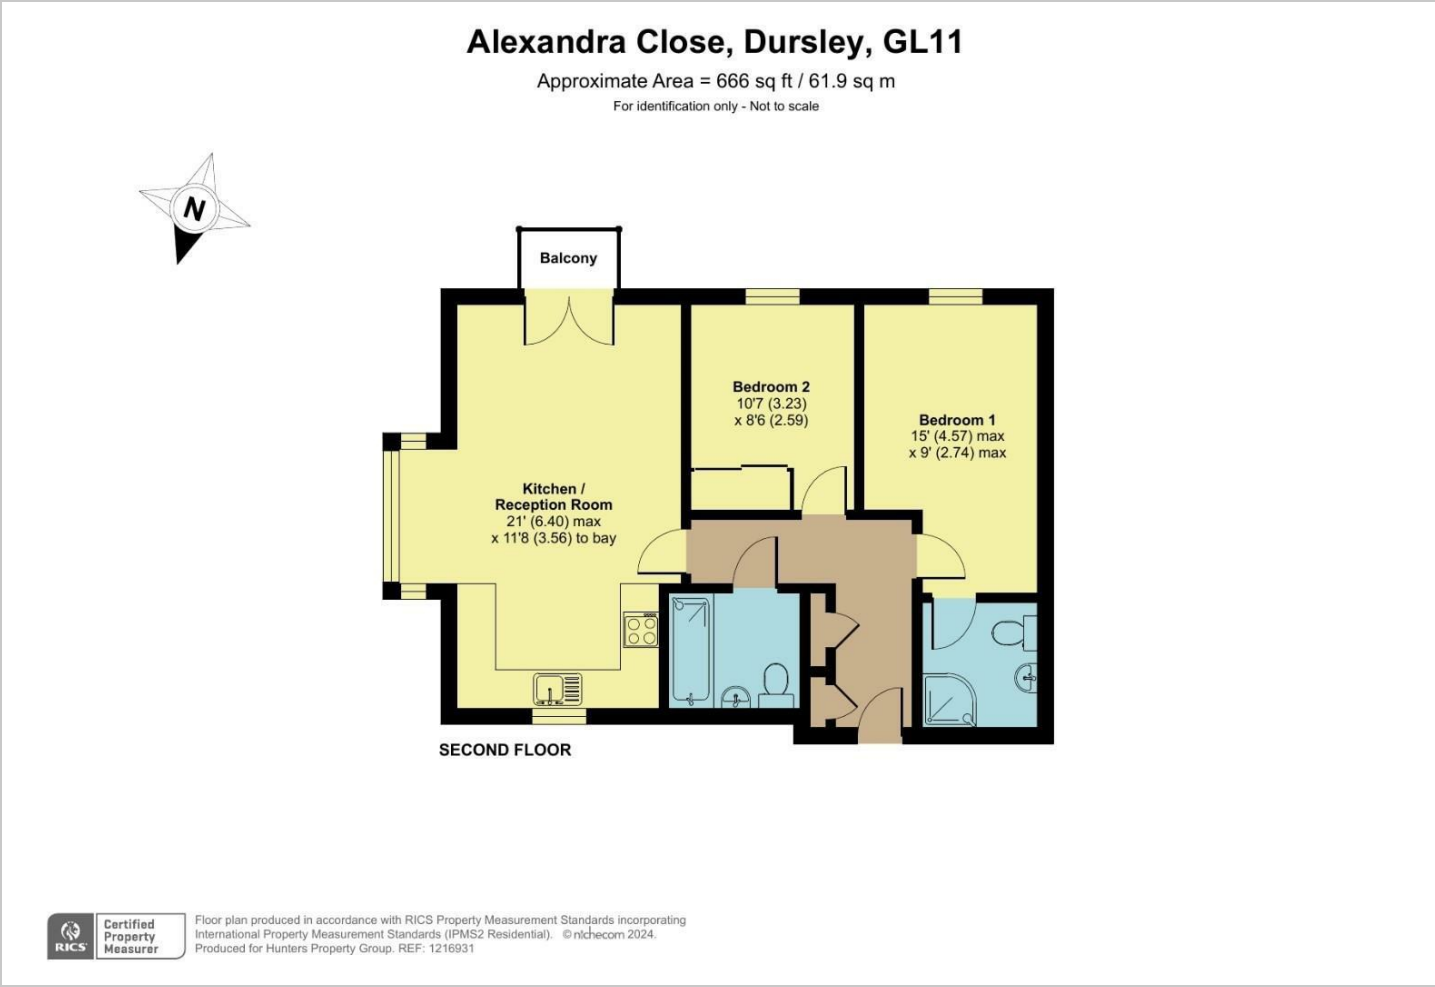 Alexandra Close, Dursley, GL11
Approximate Area = 666 sq ft / 61.9 sq m
For identification only - Not to scale
N
Balcony
Bedroom 2
10'7 (3.23)
x 8'6 (2.59)
Bedroom 1
15' (4.57) max
x 9' (2.74) max
Kitchen /
Reception Room
21' (6.40) max
x 11'8 (3.56) to bay
SECOND FLOOR
RICS
Certified
Property
Measurer
Floor plan produced in accordance with RICS Property Measurement Standards incorporating
International Property Measurement Standards (IPMS2 Residential). © nichecom 2024.
Produced for Hunters Property Group. REF: 1216931